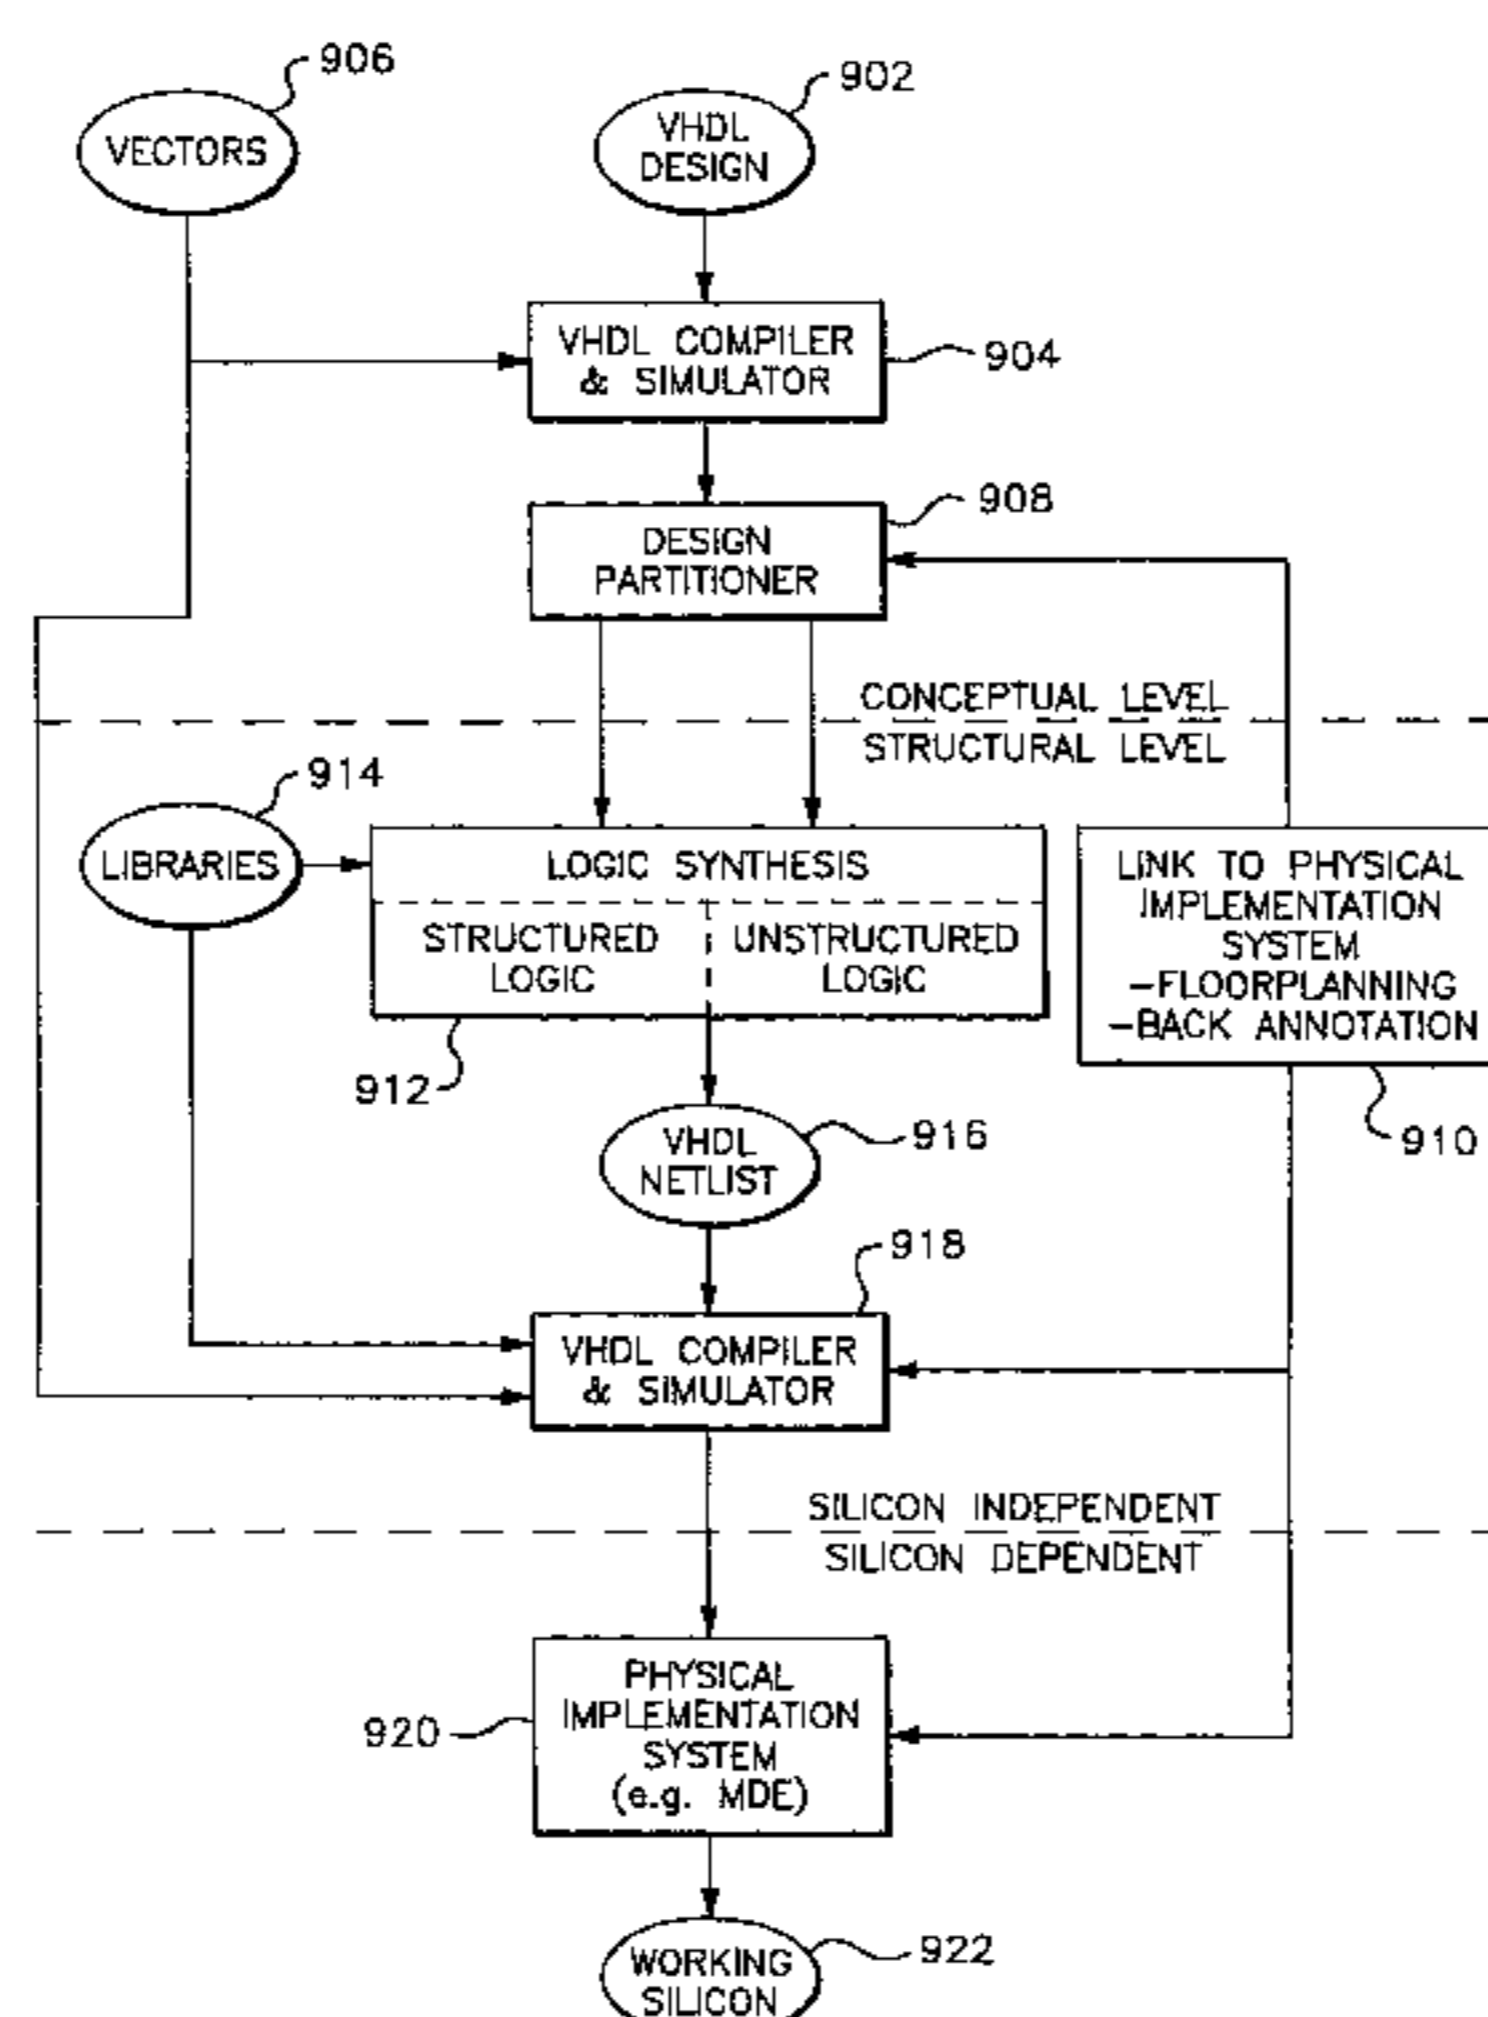 906
902
VECTORS
VHDL
DESIGN
VHDL COMPILER
& SIMULATOR
904
908
DESIGN
PARTITIONER
CONCEPTUAL LEVEL
STRUCTURAL LEVEL
914
LIBRARIES
LOGIC SYNTHESIS
STRUCTURED
LOGIC
UNSTRUCTURED
LOGIC
LINK TO PHYSICAL
IMPLEMENTATION
SYSTEM
-FLOORPLANNING
-BACK ANNOTATION
912
910
VHDL
NETLIST
916
918
VHDL COMPILER
& SIMULATOR
SILICON INDEPENDENT
SILICON DEPENDENT
PHYSICAL
IMPLEMENTATION
SYSTEM
(e.g. MDE)
920
WORKING
SILICON
922